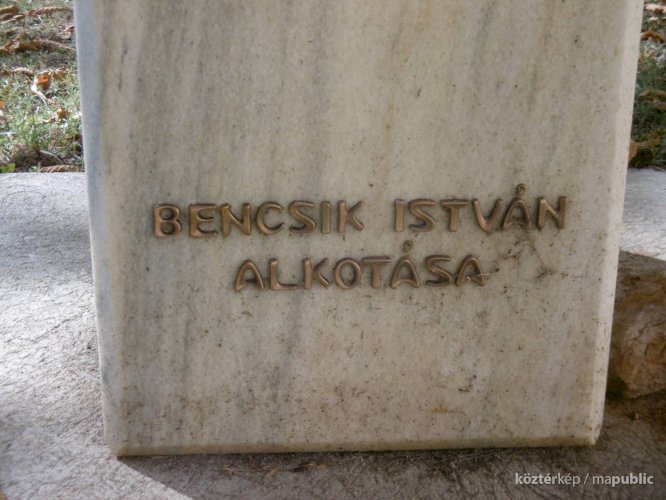 BENCSIK ISTVÁN
ALKOTÁSA
köztérkép / mapublic